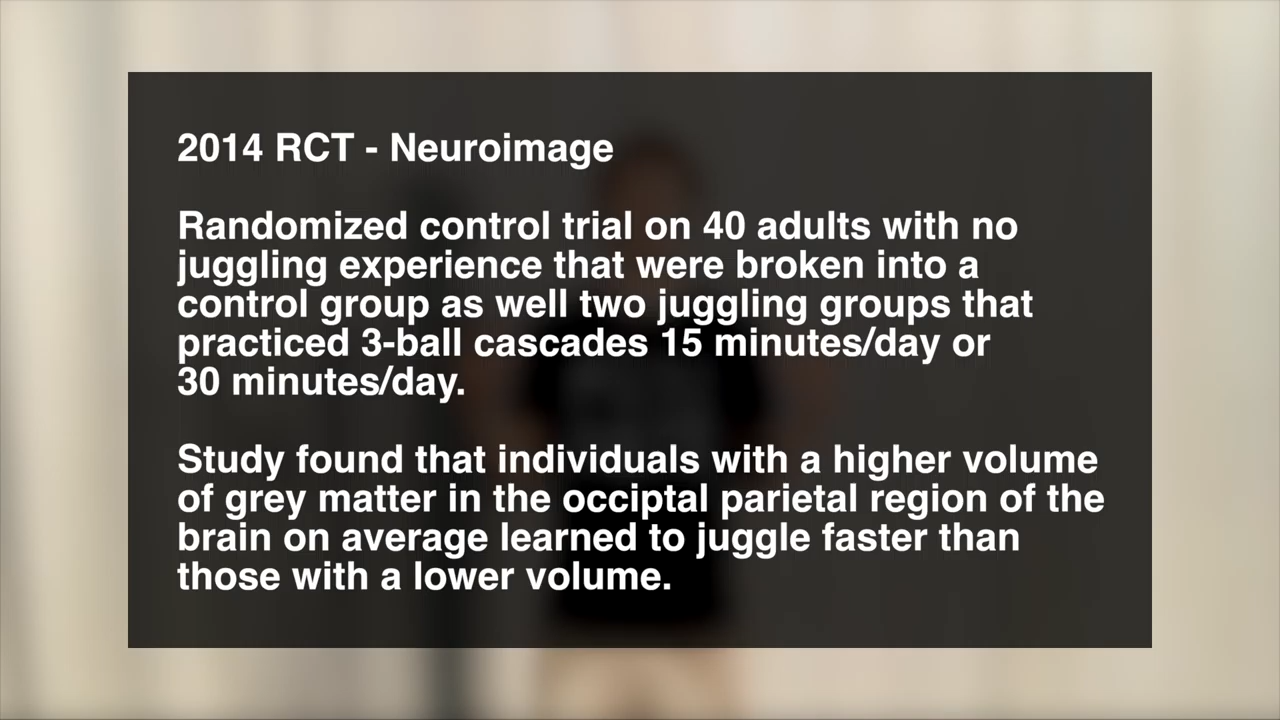 2014 RCT - Neuroimage
Randomized control trial on 40 adults with no
juggling experience that were broken into a
control group as well two juggling groups that
practiced 3-ball cascades 15 minutes/day or
30 minutes/day.
Study found that individuals with a higher volume
of grey matter in the occiptal parietal region of the
brain on average learned to juggle faster than
those with a lower volume.